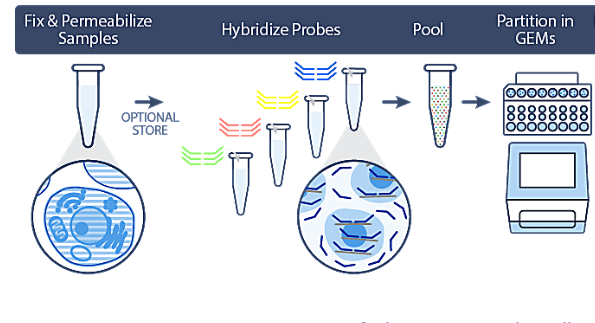 Fix & Permeabilize
Samples
Hybridize Probes
Pool
Partition in
GEMs
OPTIONAL
STORE